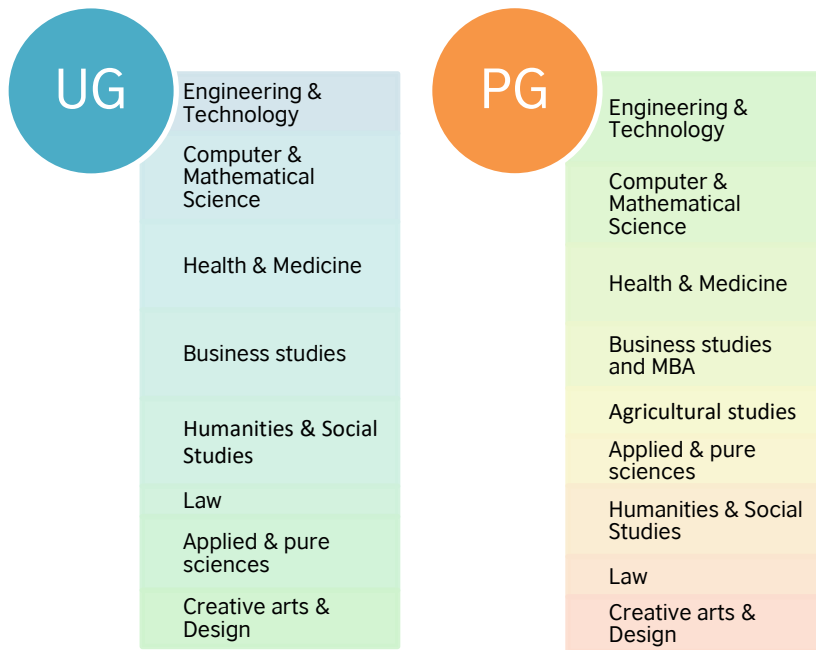 UG
Engineering &
Technology
Computer &
Mathematical
Science
Health & Medicine
Business studies
Humanities & Social
Studies
Law
Applied & pure
sciences
Creative arts &
Design
PG
Engineering &
Technology
Computer &
Mathematical
Science
Health & Medicine
Business studies
and MBA
Agricultural studies
Applied & pure
sciences
Humanities & Social
Studies
Law
Creative arts &
Design